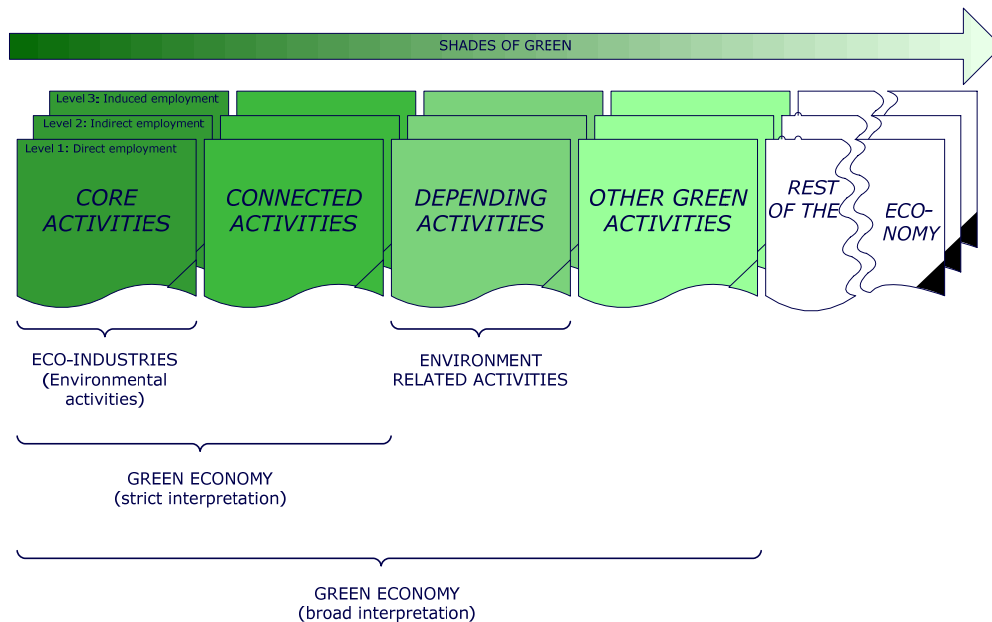 SHADES OF GREEN
Level 3: Induced employment
Level 2: Indirect employment
Level 1: Direct employment
CORE
ACTIVITIES
CONNECTED
ACTIVITIES
DEPENDING
ACTIVITIES
OTHER GREEN
ACTIVITIES
REST
OF THE
ECO-
NOMY
ECO-INDUSTRIES
(Environmental
activities)
ENVIRONMENT
RELATED ACTIVITIES
GREEN ECONOMY
(strict interpretation)
GREEN ECONOMY
(broad interpretation)